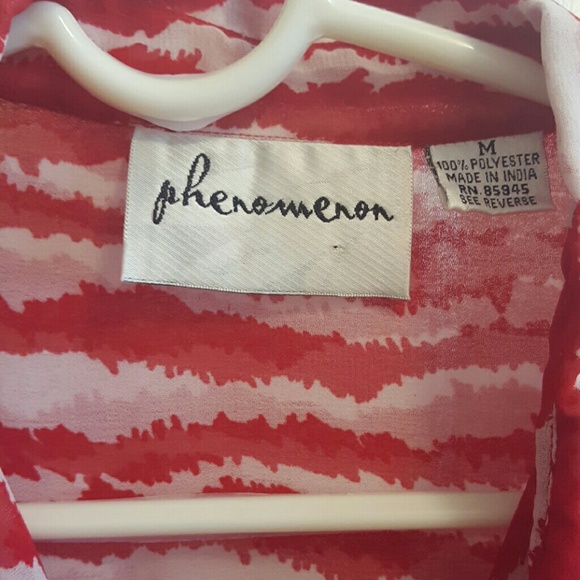 phenomenon
M
100% POLYESTER
MADE IN INDIA
RN. 85945
SEE REVERSE